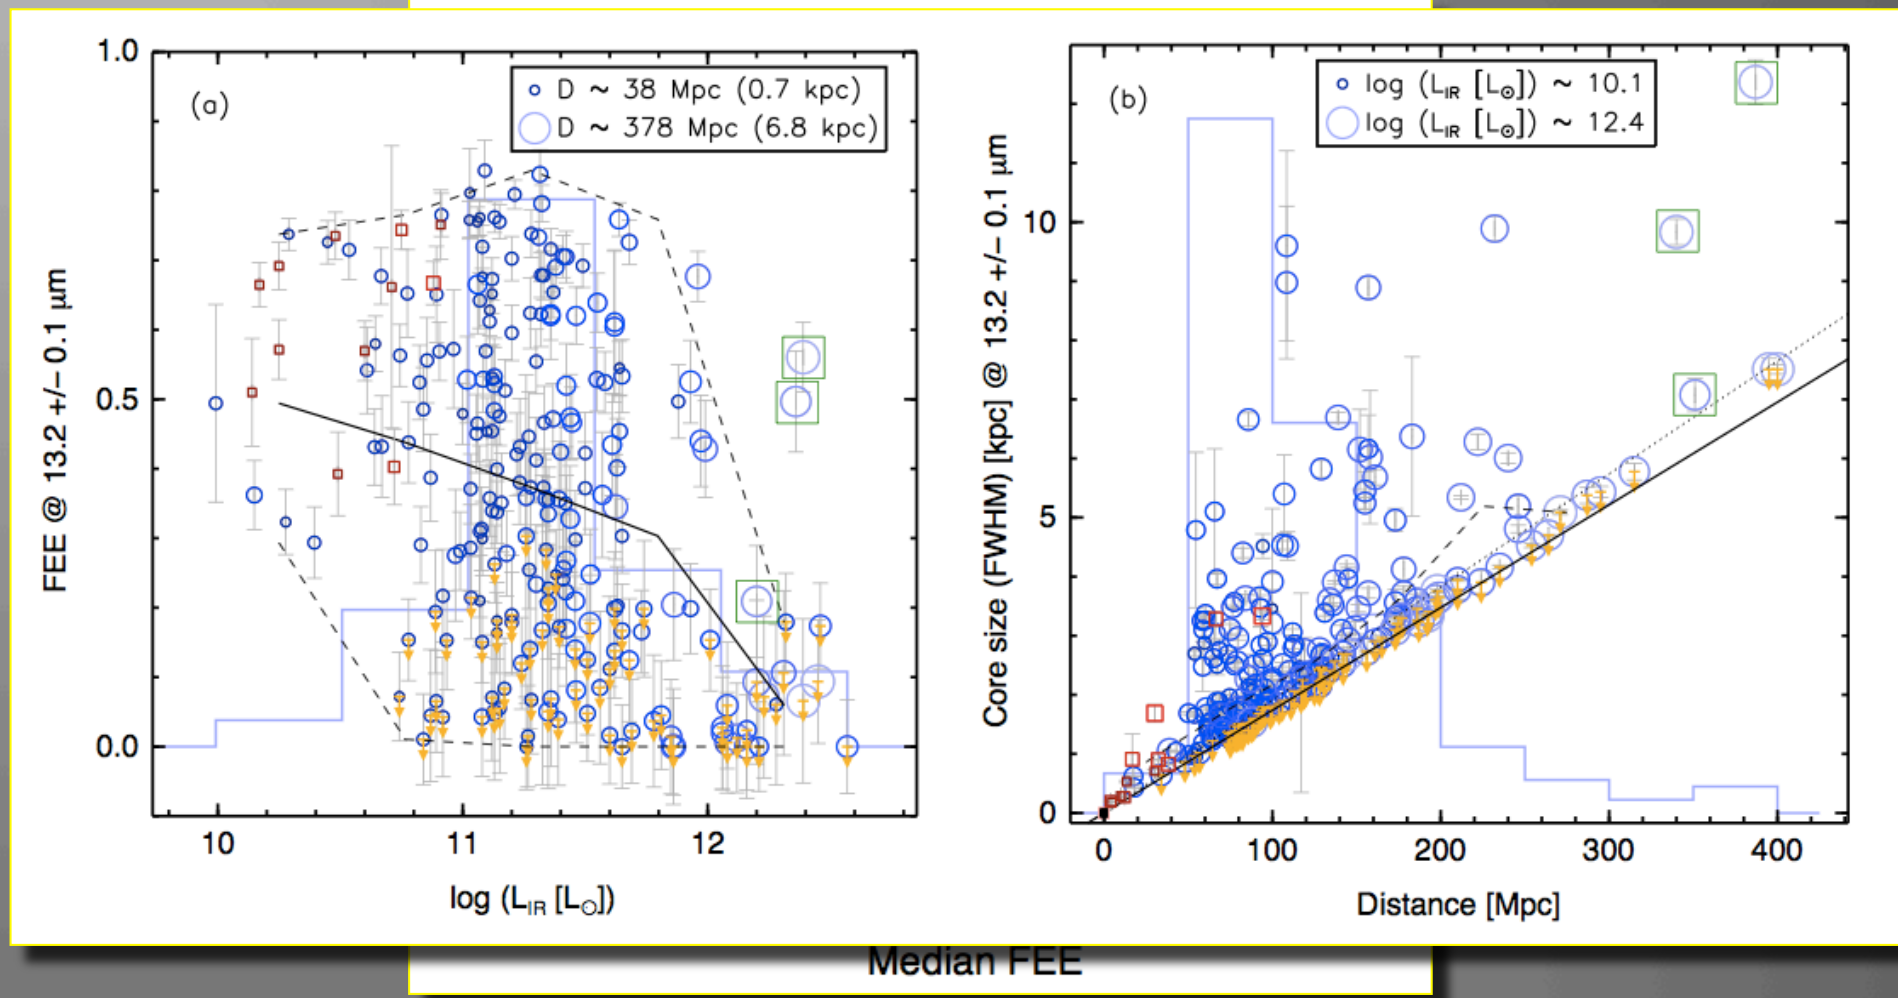 (a)
D ~ 38 Mpc (0.7 kpc)
D ~ 378 Mpc (6.8 kpc)
1.0
0.5
0.0
FEE @ 13.2 +/− 0.1 μm
10 11 12
log (L_IR [L_⊙])
(b)
log (L_IR [L_⊙]) ~ 10.1
log (L_IR [L_⊙]) ~ 12.4
10
5
0
Core size (FWHM) [kpc] @ 13.2 +/− 0.1 μm
0 100 200 300 400
Distance [Mpc]
Median FEE